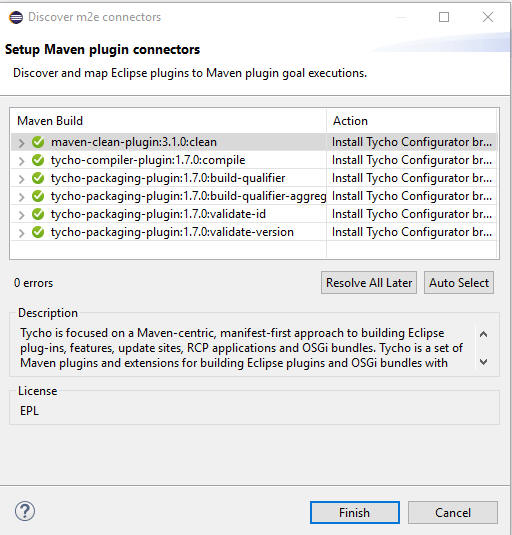 Discover m2e connectors
Setup Maven plugin connectors
Discover and map Eclipse plugins to Maven plugin goal executions.
Maven Build Action
maven-clean-plugin:3.1.0:clean Install Tycho Configurator br...
tycho-compiler-plugin:1.7.0:compile Install Tycho Configurator br...
tycho-packaging-plugin:1.7.0:build-qualifier Install Tycho Configurator br...
tycho-packaging-plugin:1.7.0:build-qualifier-aggreg Install Tycho Configurator br...
tycho-packaging-plugin:1.7.0:validate-id Install Tycho Configurator br...
tycho-packaging-plugin:1.7.0:validate-version Install Tycho Configurator br...
0 errors Resolve All Later Auto Select
Description
Tycho is focused on a Maven-centric, manifest-first approach to building Eclipse
plug-ins, features, update sites, RCP applications and OSGi bundles. Tycho is a set of
Maven plugins and extensions for building Eclipse plugins and OSGi bundles with
License
EPL
? Finish Cancel